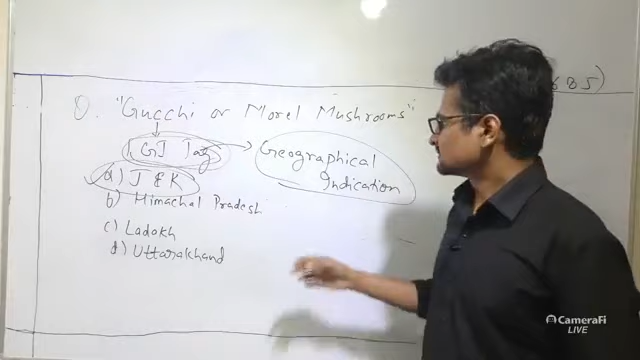 685)
Q. "Gucchi or Morel Mushrooms"
GI Tag → Geographical Indication
a) J & K
b) Himachal Pradesh
c) Ladakh
d) Uttarakhand
CameraFi
LIVE